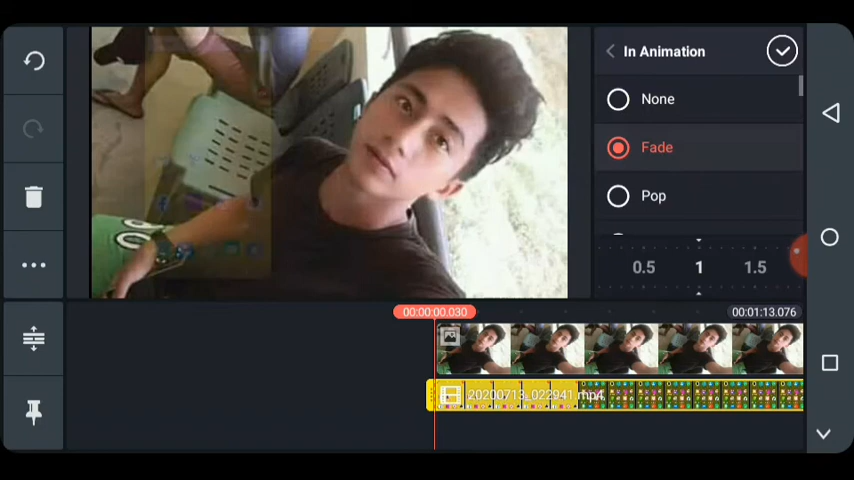 In Animation
None
Fade
Pop
0.5 1 1.5
00:00:00.030
00:01:13.076
20200713_022941.mp4